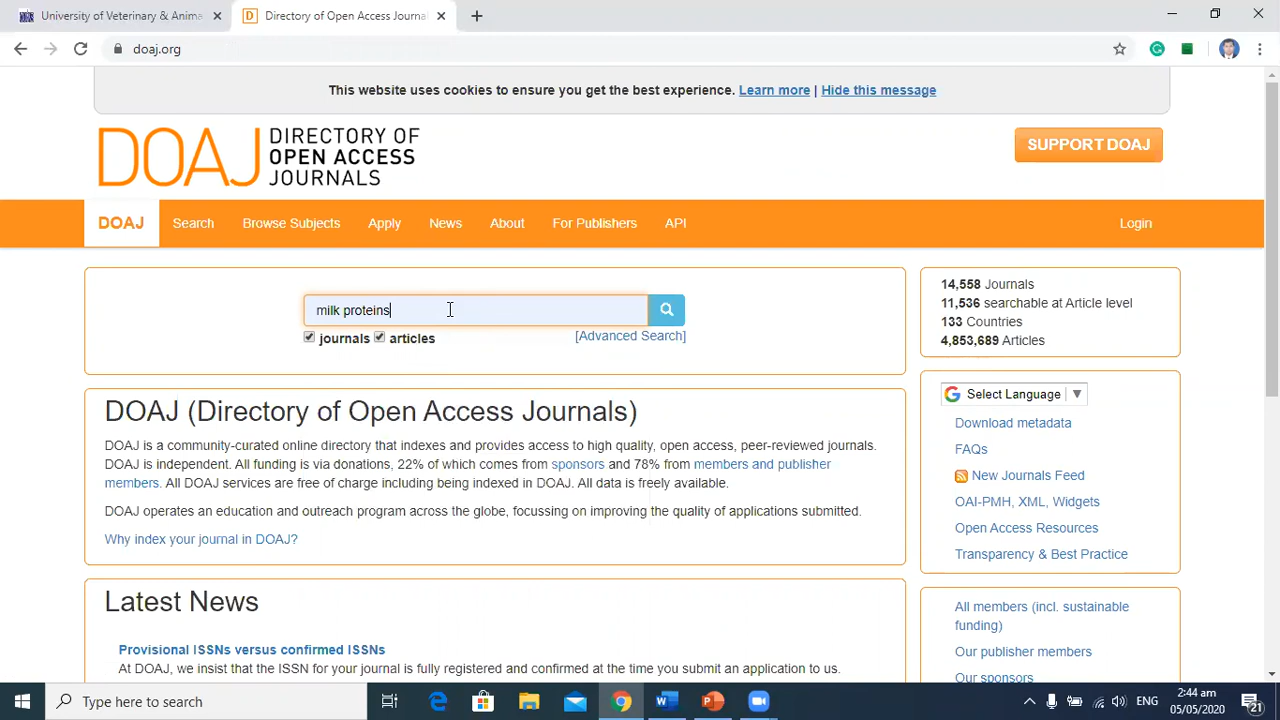 University of Veterinary & Anima
Directory of Open Access Journal
doaj.org
This website uses cookies to ensure you get the best experience. Learn more | Hide this message
DOAJ DIRECTORY OF
OPEN ACCESS
JOURNALS
SUPPORT DOAJ
DOAJ Search Browse Subjects Apply News About For Publishers API Login
milk proteins
journals articles [Advanced Search]
14,558 Journals
11,536 searchable at Article level
133 Countries
4,853,689 Articles
DOAJ (Directory of Open Access Journals)
DOAJ is a community-curated online directory that indexes and provides access to high quality, open access, peer-reviewed journals.
DOAJ is independent. All funding is via donations, 22% of which comes from sponsors and 78% from members and publisher
members. All DOAJ services are free of charge including being indexed in DOAJ. All data is freely available.
DOAJ operates an education and outreach program across the globe, focussing on improving the quality of applications submitted.
Why index your journal in DOAJ?
G Select Language
Download metadata
FAQs
New Journals Feed
OAI-PMH, XML, Widgets
Open Access Resources
Transparency & Best Practice
Latest News
Provisional ISSNs versus confirmed ISSNs
At DOAJ, we insist that the ISSN for your journal is fully registered and confirmed at the time you submit an application to us.
All members (incl. sustainable
funding)
Our publisher members
Our sponsors
Type here to search
ENG
2:44 am
05/05/2020
21